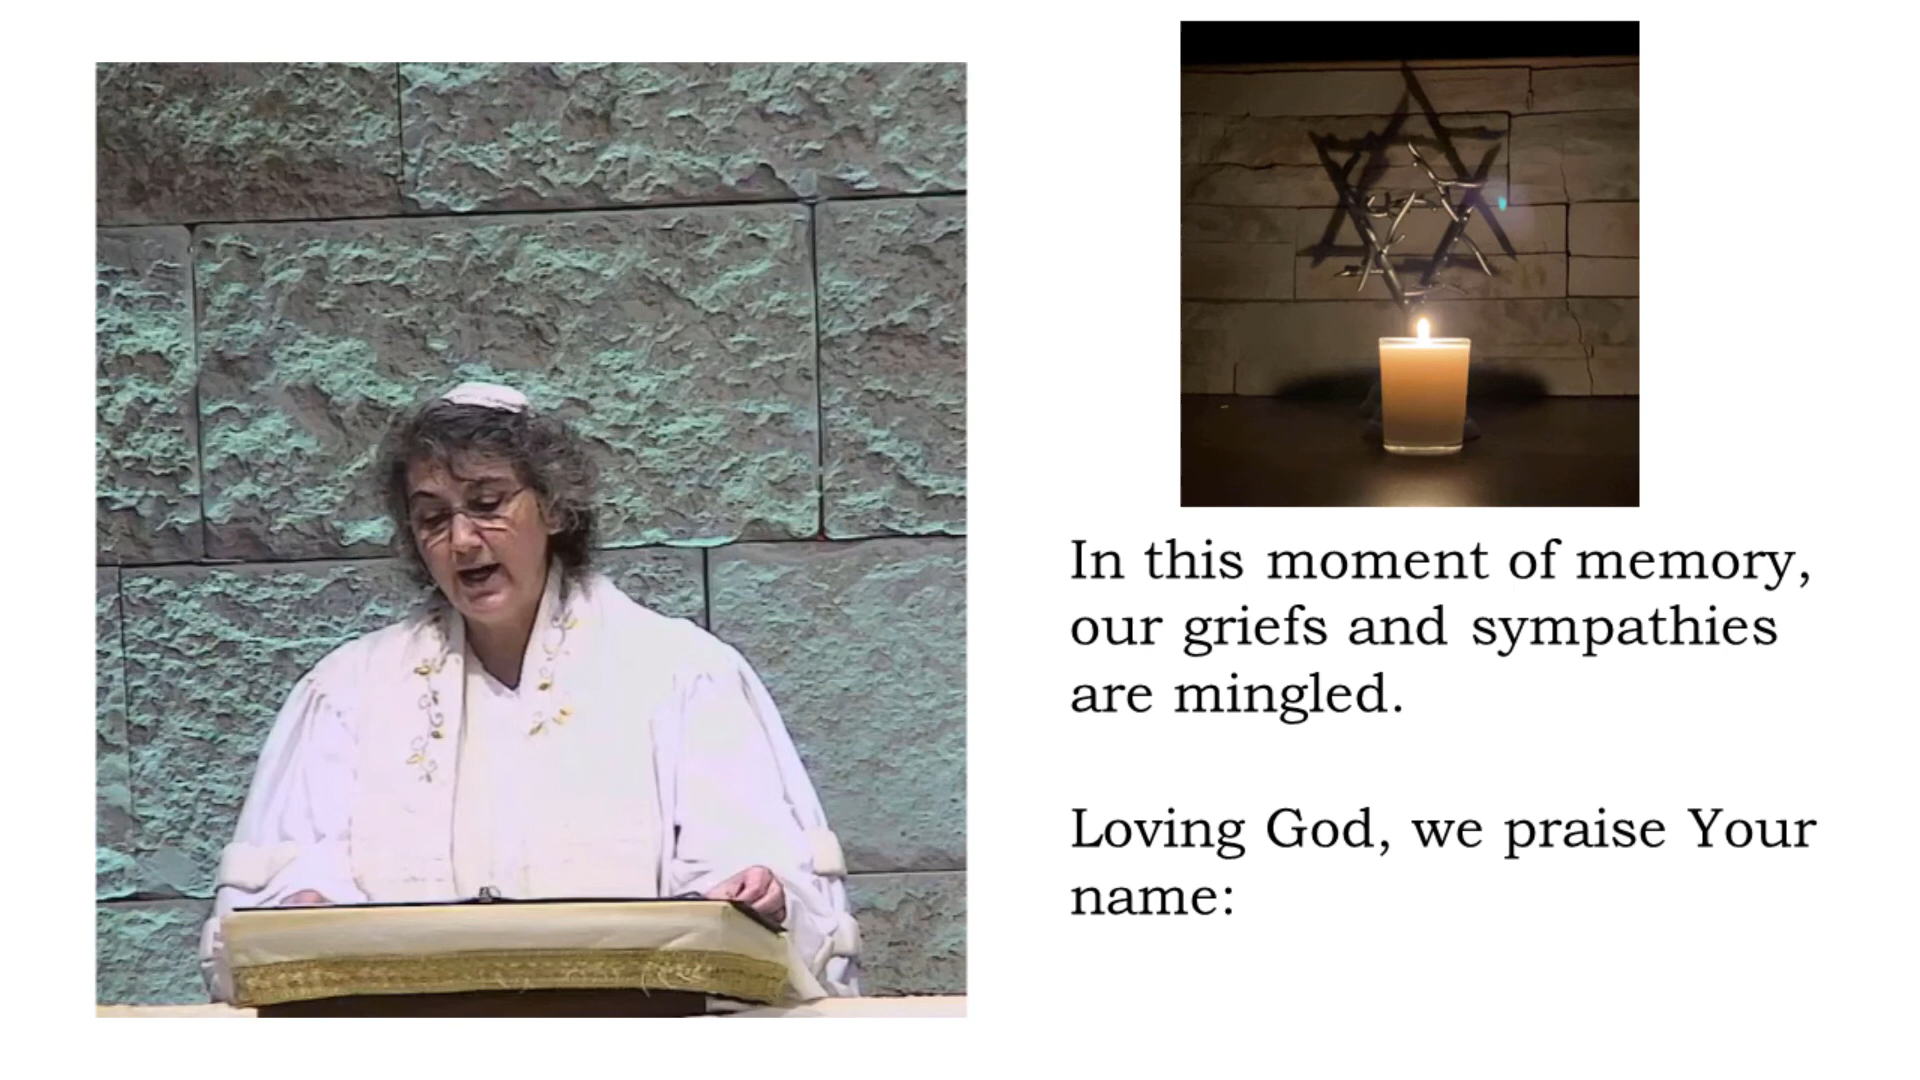 In this moment of memory,
our griefs and sympathies
are mingled.
Loving God, we praise Your
name: